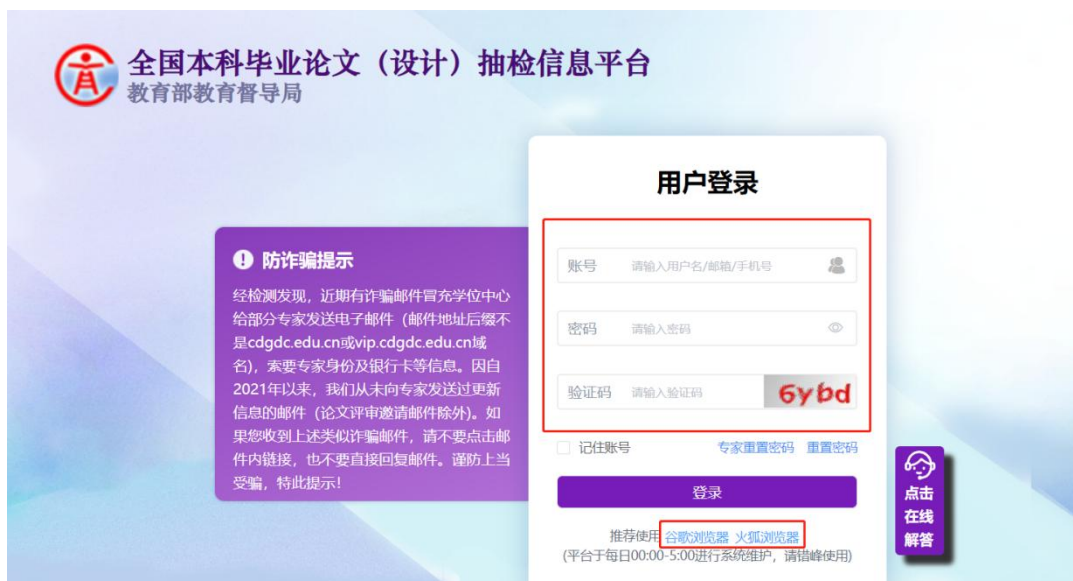 全国本科毕业论文（设计）抽检信息平台
教育部教育督导局
防诈骗提示
经检测发现，近期有诈骗邮件冒充学位中心
给部分专家发送电子邮件（邮件地址后缀不
是cdgdc.edu.cn或vip.cdgdc.edu.cn域
名），索要专家身份及银行卡等信息。因自
2021年以来，我们从未向专家发送过更新
信息的邮件（论文评审邀请邮件除外）。如
果您收到上述类似诈骗邮件，请不要点击邮
件内链接，也不要直接回复邮件。谨防上当
受骗，特此提示！
用户登录
账号 请输入用户名/邮箱/手机号
密码 请输入密码
验证码 请输入验证码 6ybd
记住账号 专家重置密码 重置密码
登录
推荐使用 谷歌浏览器 火狐浏览器
(平台于每日00:00-5:00进行系统维护，请错峰使用)
点击
在线
解答